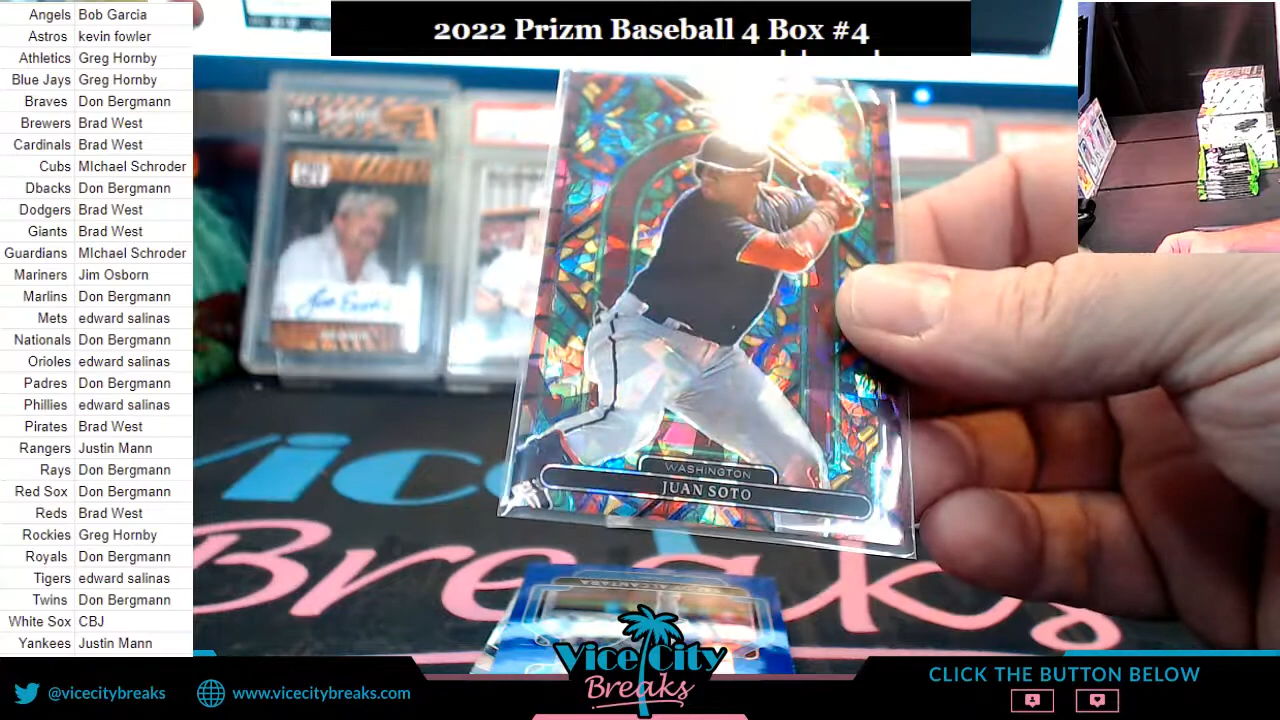 2022 Prizm Baseball 4 Box #4
Angels Bob Garcia
Astros kevin fowler
Athletics Greg Hornby
Blue Jays Greg Hornby
Braves Don Bergmann
Brewers Brad West
Cardinals Brad West
Cubs MIchael Schroder
Dbacks Don Bergmann
Dodgers Brad West
Giants Brad West
Guardians MIchael Schroder
Mariners Jim Osborn
Marlins Don Bergmann
Mets edward salinas
Nationals Don Bergmann
Orioles edward salinas
Padres Don Bergmann
Phillies edward salinas
Pirates Brad West
Rangers Justin Mann
Rays Don Bergmann
Red Sox Don Bergmann
Reds Brad West
Rockies Greg Hornby
Royals Don Bergmann
Tigers edward salinas
Twins Don Bergmann
White Sox CBJ
Yankees Justin Mann
WASHINGTON
JUAN SOTO
Vice
Breaks
ALCANTARA
Vice City
Breaks
@vicecitybreaks
www.vicecitybreaks.com
CLICK THE BUTTON BELOW